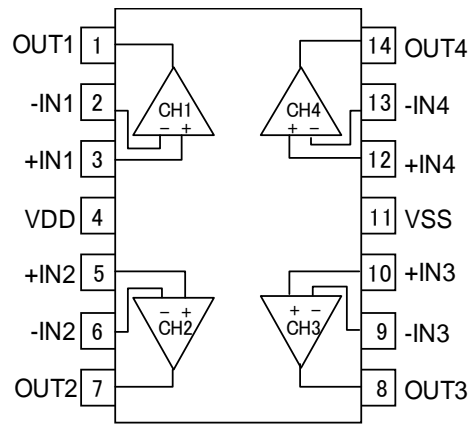 OUT1 1 14 OUT4
-IN1 2 CH1 CH4 13 -IN4
− + + −
+IN1 3 12 +IN4
VDD 4 11 VSS
+IN2 5 10 +IN3
− + + −
-IN2 6 CH2 CH3 9 -IN3
OUT2 7 8 OUT3